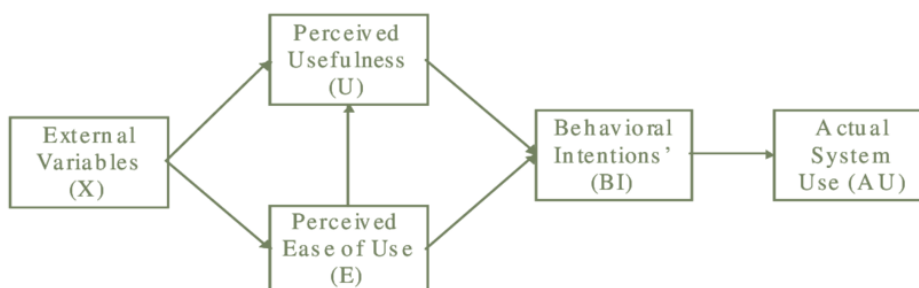 Perceived
Usefulness
(U)
External
Variables
(X)
Perceived
Ease of Use
(E)
Behavioral
Intentions’
(BI)
Actual
System
Use (AU)